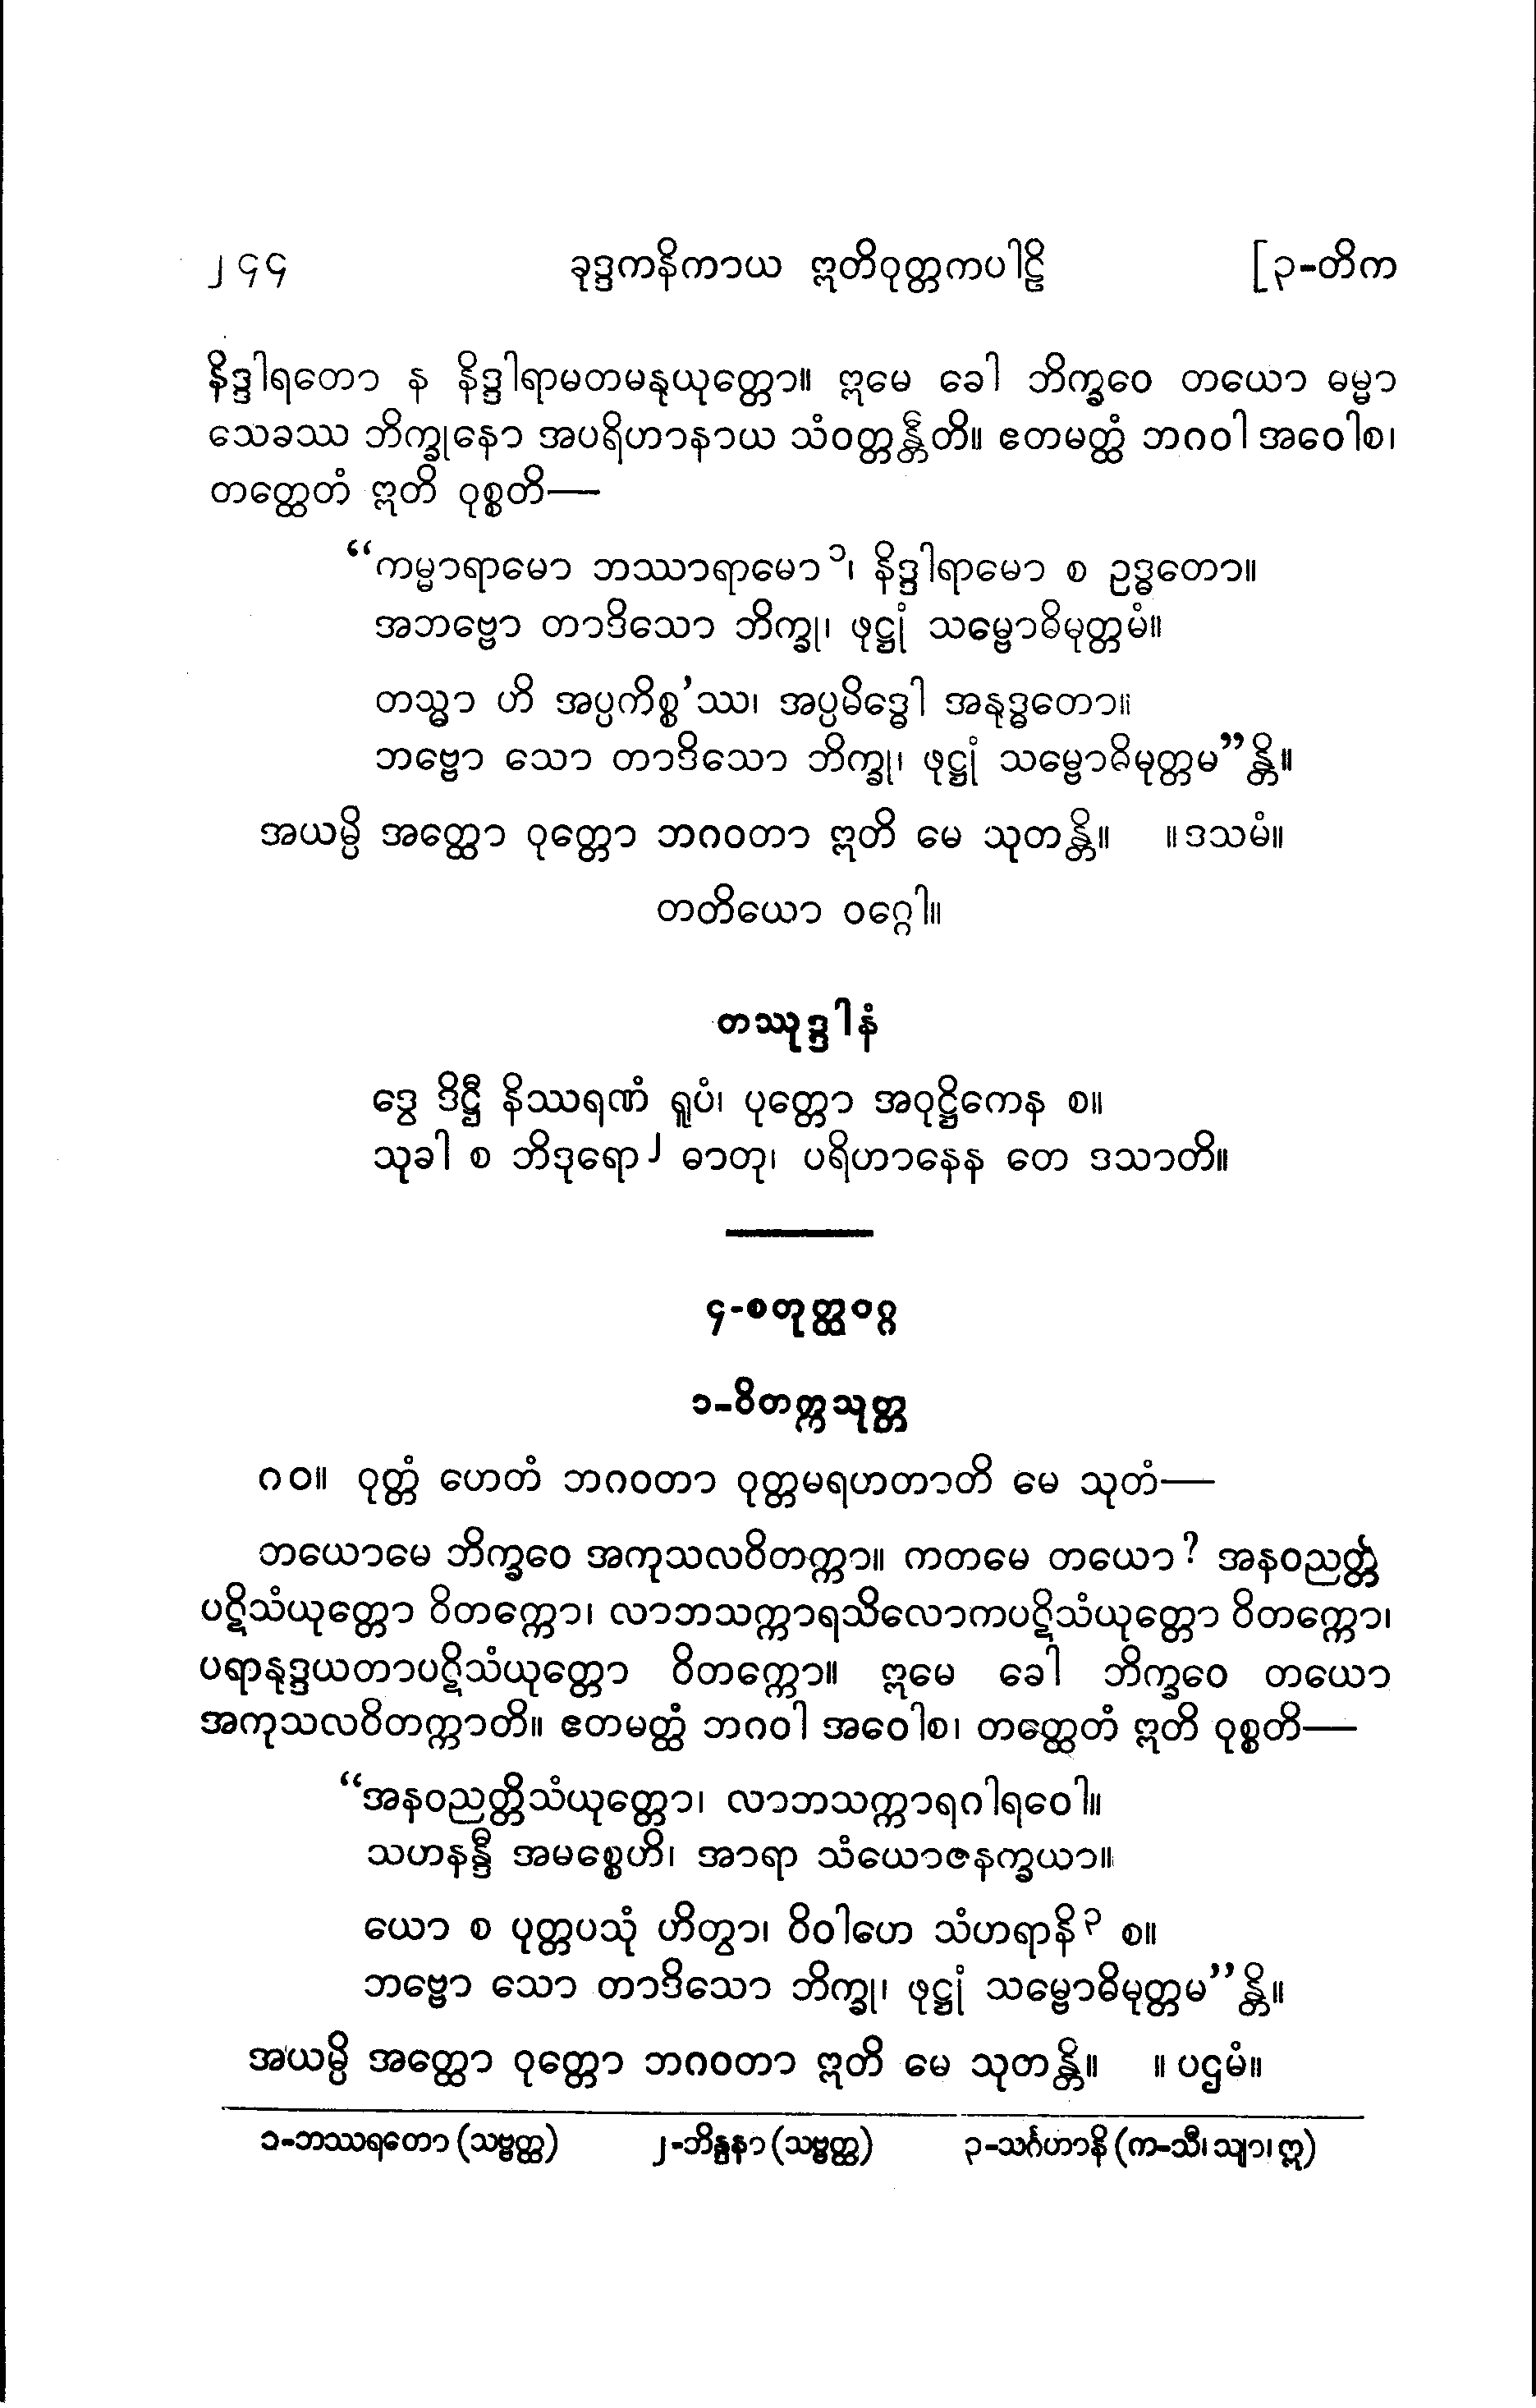 ၂၄၄ ခုဒ္ဒကနိကာယ ဣတိဝုတ္တကပါဠိ [၃-တိက
နိဒ္ဒါရတော န နိဒ္ဒါရာမတမနုယုတ္တော။ ဣမေ ခေါ ဘိက္ခဝေ တယော ဓမ္မာ
သေခဿ ဘိက္ခုနော အပရိဟာနာယ သံဝတ္တန္တီတိ။ ဧတမတ္ထံ ဘဂဝါ အဝေါစ၊
တတ္ထေတံ ဣတိ ဝုစ္စတိ—
“ကမ္မာရာမော ဘဿာရာမော၁၊ နိဒ္ဒါရာမော စ ဥဒ္ဓတော။
အဘဗ္ဗော တာဒိသော ဘိက္ခု၊ ဖုဋ္ဌုံ သမ္ဗောဓိမုတ္တမံ။
တသ္မာ ဟိ အပ္ပကိစ္စ’ဿ၊ အပ္ပမိဒ္ဓေါ အနုဒ္ဓတော။
ဘဗ္ဗော သော တာဒိသော ဘိက္ခု၊ ဖုဋ္ဌုံ သမ္ဗောဓိမုတ္တမ”န္တိ။
အယမ္ပိ အတ္ထော ဝုတ္တော ဘဂဝတာ ဣတိ မေ သုတန္တိ။ ။ဒသမံ။
တတိယော ဝဂ္ဂေါ။
တဿုဒ္ဒါနံ
ဒွေ ဒိဋ္ဌီ နိဿရဏံ ရူပံ၊ ပုတ္တော အဝုဋ္ဌိကေန စ။
သုခါ စ ဘိဒုရော၂ ဓာတု၊ ပရိဟာနေန တေ ဒသာတိ။
၄-စတုတ္ထဝဂ္ဂ
၁-ဝိတက္ကသုတ္တ
၈၀။ ဝုတ္တံ ဟေတံ ဘဂဝတာ ဝုတ္တမရဟတာတိ မေ သုတံ—
တယောမေ ဘိက္ခဝေ အကုသလဝိတက္ကာ။ ကတမေ တယော? အနဝညတ္တိ
ပဋိသံယုတ္တော ဝိတက္ကော၊ လာဘသက္ကာရသိလောကပဋိသံယုတ္တော ဝိတက္ကော၊
ပရာနုဒ္ဒယတာပဋိသံယုတ္တော ဝိတက္ကော။ ဣမေ ခေါ ဘိက္ခဝေ တယော
အကုသလဝိတက္ကာတိ။ ဧတမတ္ထံ ဘဂဝါ အဝေါစ၊ တတ္ထေတံ ဣတိ ဝုစ္စတိ—
“အနဝညတ္တိသံယုတ္တော၊ လာဘသက္ကာရဂါရဝေါ။
သဟနန္ဒီ အမစ္စေဟိ၊ အာရာ သံယောဇနက္ခယာ။
ယော စ ပုတ္တပသုံ ဟိတွာ၊ ဝိဝါဟေ သံဟရာနိ၃ စ။
ဘဗ္ဗော သော တာဒိသော ဘိက္ခု၊ ဖုဋ္ဌုံ သမ္ဗောဓိမုတ္တမ”န္တိ။
အယမ္ပိ အတ္ထော ဝုတ္တော ဘဂဝတာ ဣတိ မေ သုတန္တိ။ ။ပဌမံ။
၁-ဘဿရတော (သဗ္ဗတ္ထ) ၂-ဘိန္ဒနာ (သဗ္ဗတ္ထ) ၃-သင်္ဂဟာနိ (က-သီ၊ သျာ၊ ဣ)